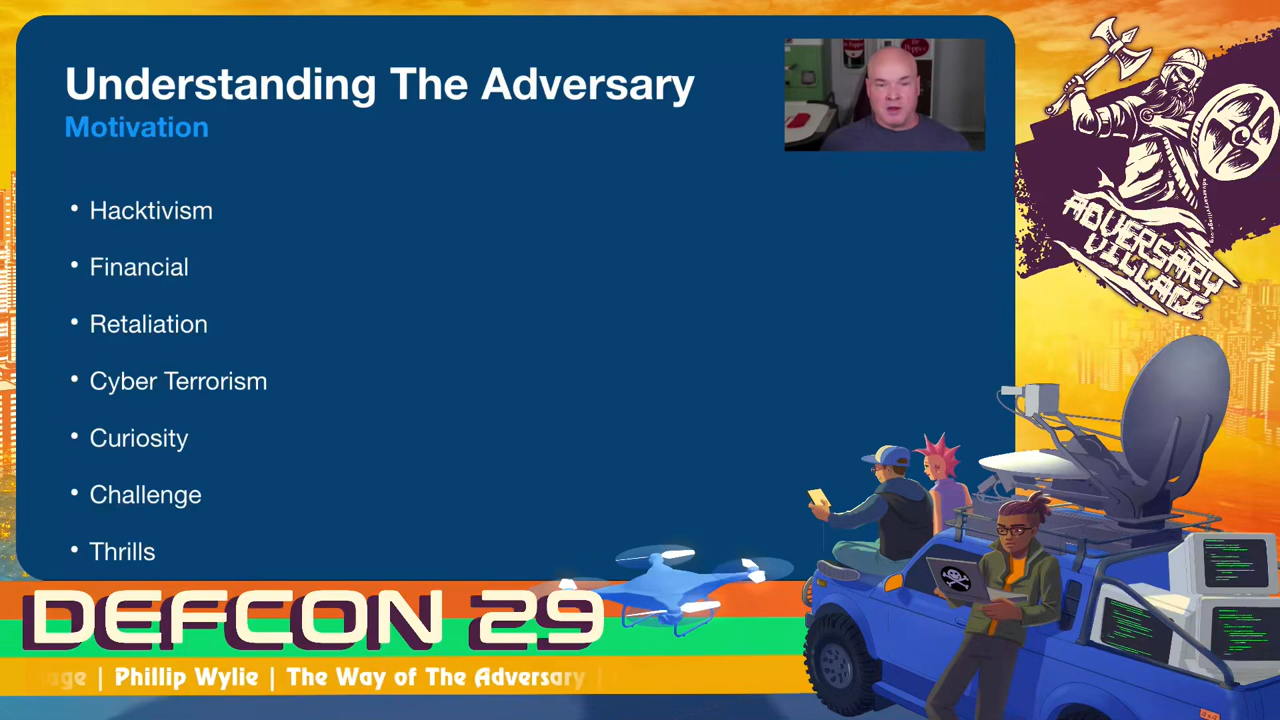 Understanding The Adversary
Motivation
• Hacktivism
• Financial
• Retaliation
• Cyber Terrorism
• Curiosity
• Challenge
• Thrills
ADVERSARY
VILLAGE
DEFCON 29
age | Phillip Wylie | The Way of The Adversary |